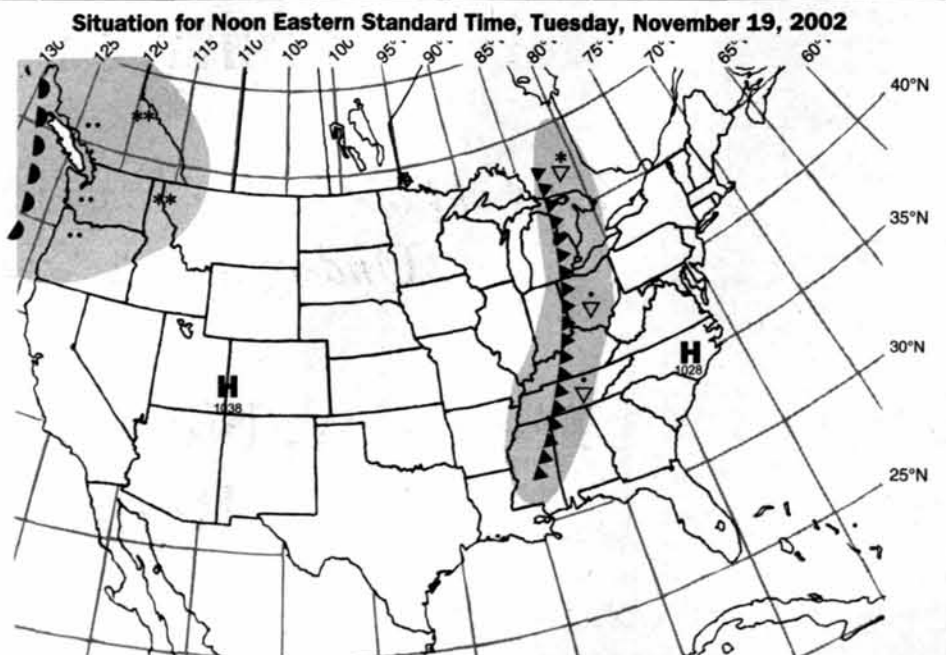 Situation for Noon Eastern Standard Time, Tuesday, November 19, 2002
130 125 120 115 110 105 100 95° 90° 85° 80° 75° 70° 65° 60°
40°N
35°N
30°N
25°N
H
1028
H
1038